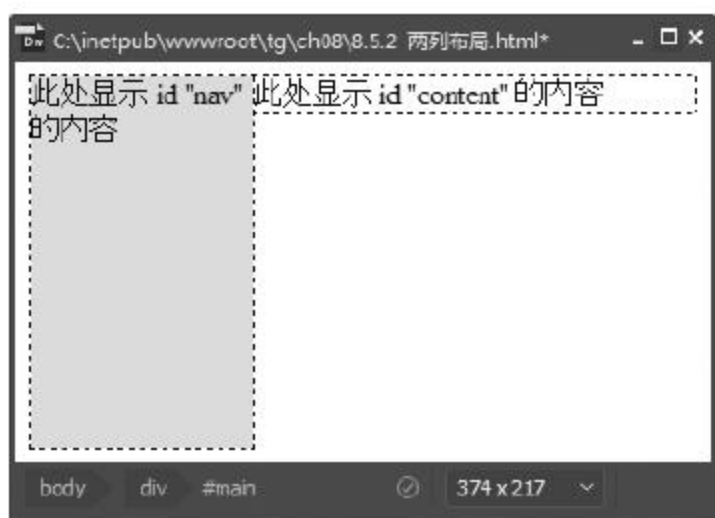 Dw C:\inetpub\wwwroot\tg\ch08\8.5.2 两列布局.html*
此处显示 id "nav" 的内容
此处显示 id "content" 的内容
body div #main 374 x 217